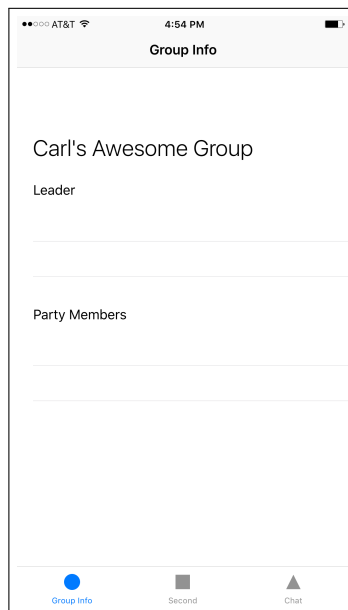 AT&T 4:54 PM
Group Info
Carl's Awesome Group
Leader
Party Members
Group Info Second Chat